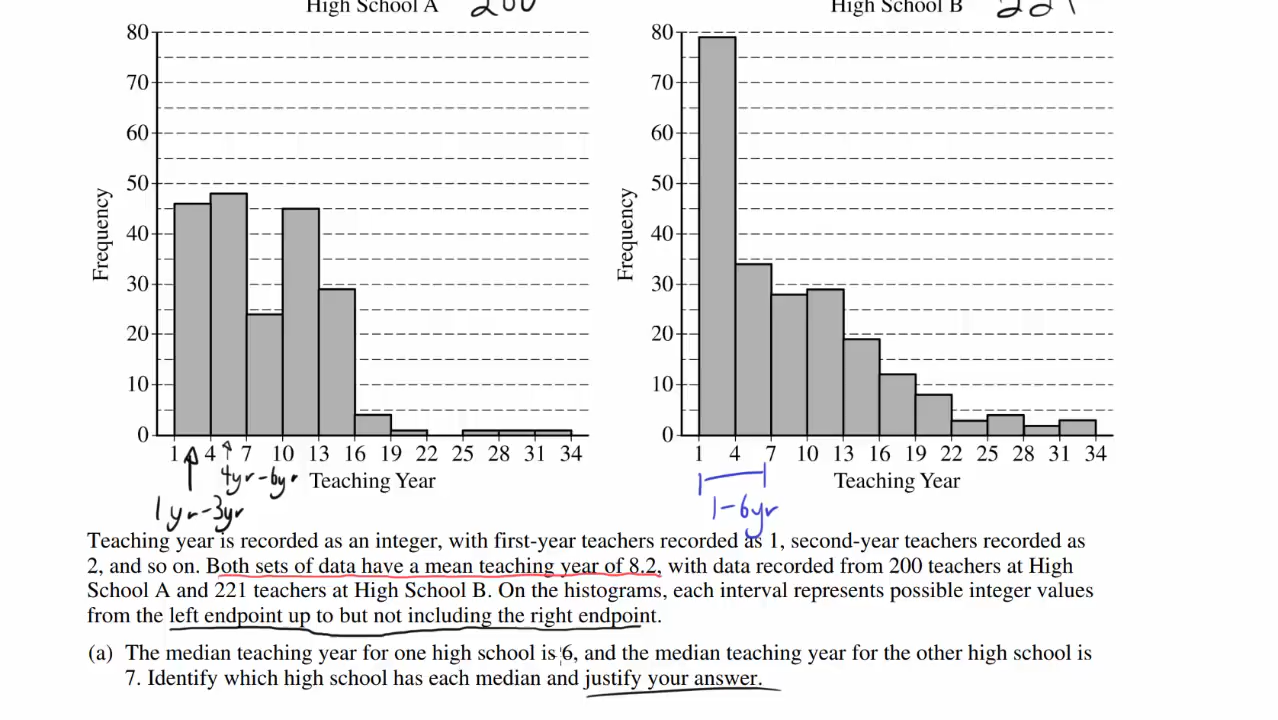 High School A 200
High School B 221
80
70
60
50
40
30
20
10
0
Frequency
1 4 7 10 13 16 19 22 25 28 31 34
Teaching Year
4yr-6yr
1yr-3yr
80
70
60
50
40
30
20
10
0
Frequency
1 4 7 10 13 16 19 22 25 28 31 34
Teaching Year
1-6yr
Teaching year is recorded as an integer, with first-year teachers recorded as 1, second-year teachers recorded as
2, and so on. Both sets of data have a mean teaching year of 8.2, with data recorded from 200 teachers at High
School A and 221 teachers at High School B. On the histograms, each interval represents possible integer values
from the left endpoint up to but not including the right endpoint.
(a) The median teaching year for one high school is 6, and the median teaching year for the other high school is
7. Identify which high school has each median and justify your answer.